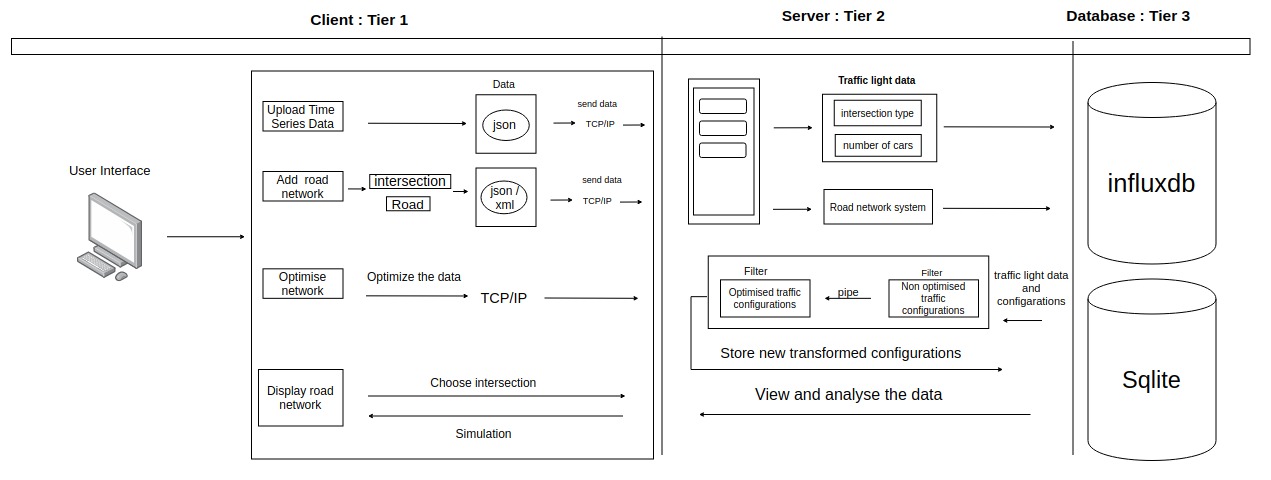 Client : Tier 1
Server : Tier 2
Database : Tier 3
User Interface
Upload Time
Series Data
Data
json
send data
TCP/IP
Add road
network
intersection
Road
json /
xml
send data
TCP/IP
Optimise
network
Optimize the data
TCP/IP
Display road
network
Choose intersection
Simulation
Traffic light data
intersection type
number of cars
Road network system
Filter
Optimised traffic
configurations
pipe
Filter
Non optimised
traffic
configurations
traffic light data
and
configarations
Store new transformed configurations
View and analyse the data
influxdb
Sqlite